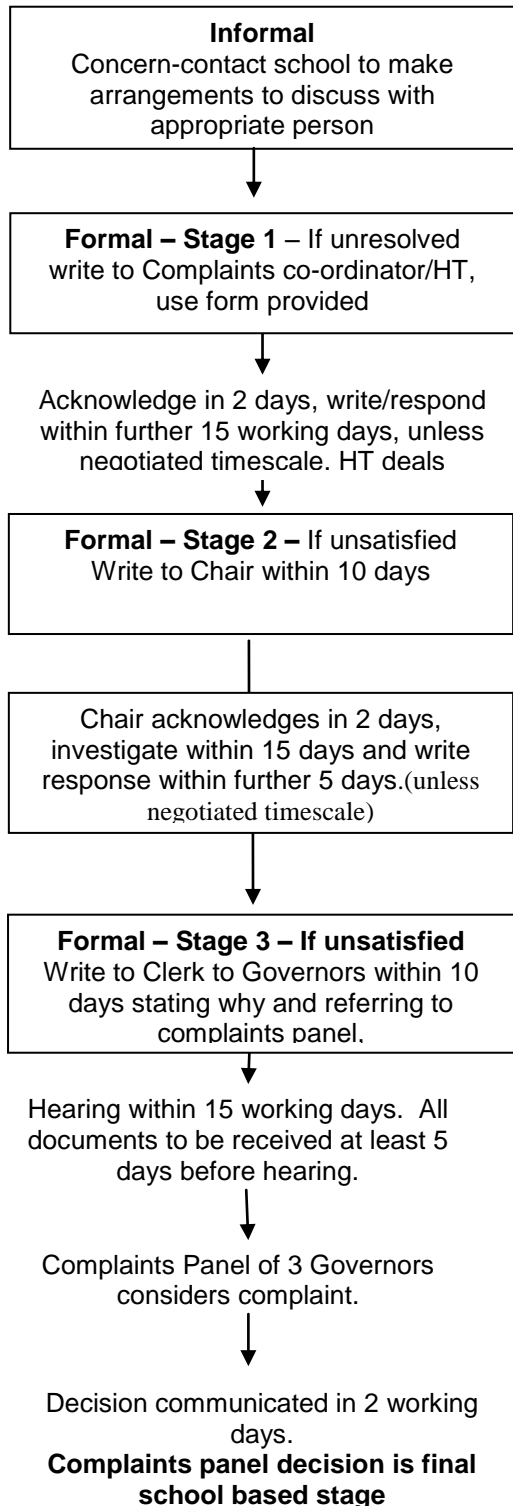 Informal
Concern-contact school to make
arrangements to discuss with
appropriate person
Formal – Stage 1 – If unresolved
write to Complaints co-ordinator/HT,
use form provided
Acknowledge in 2 days, write/respond
within further 15 working days, unless
negotiated timescale. HT deals
Formal – Stage 2 – If unsatisfied
Write to Chair within 10 days
Chair acknowledges in 2 days,
investigate within 15 days and write
response within further 5 days.(unless
negotiated timescale)
Formal – Stage 3 – If unsatisfied
Write to Clerk to Governors within 10
days stating why and referring to
complaints panel.
Hearing within 15 working days.  All
documents to be received at least 5
days before hearing.
Complaints Panel of 3 Governors
considers complaint.
Decision communicated in 2 working
days.
Complaints panel decision is final
school based stage